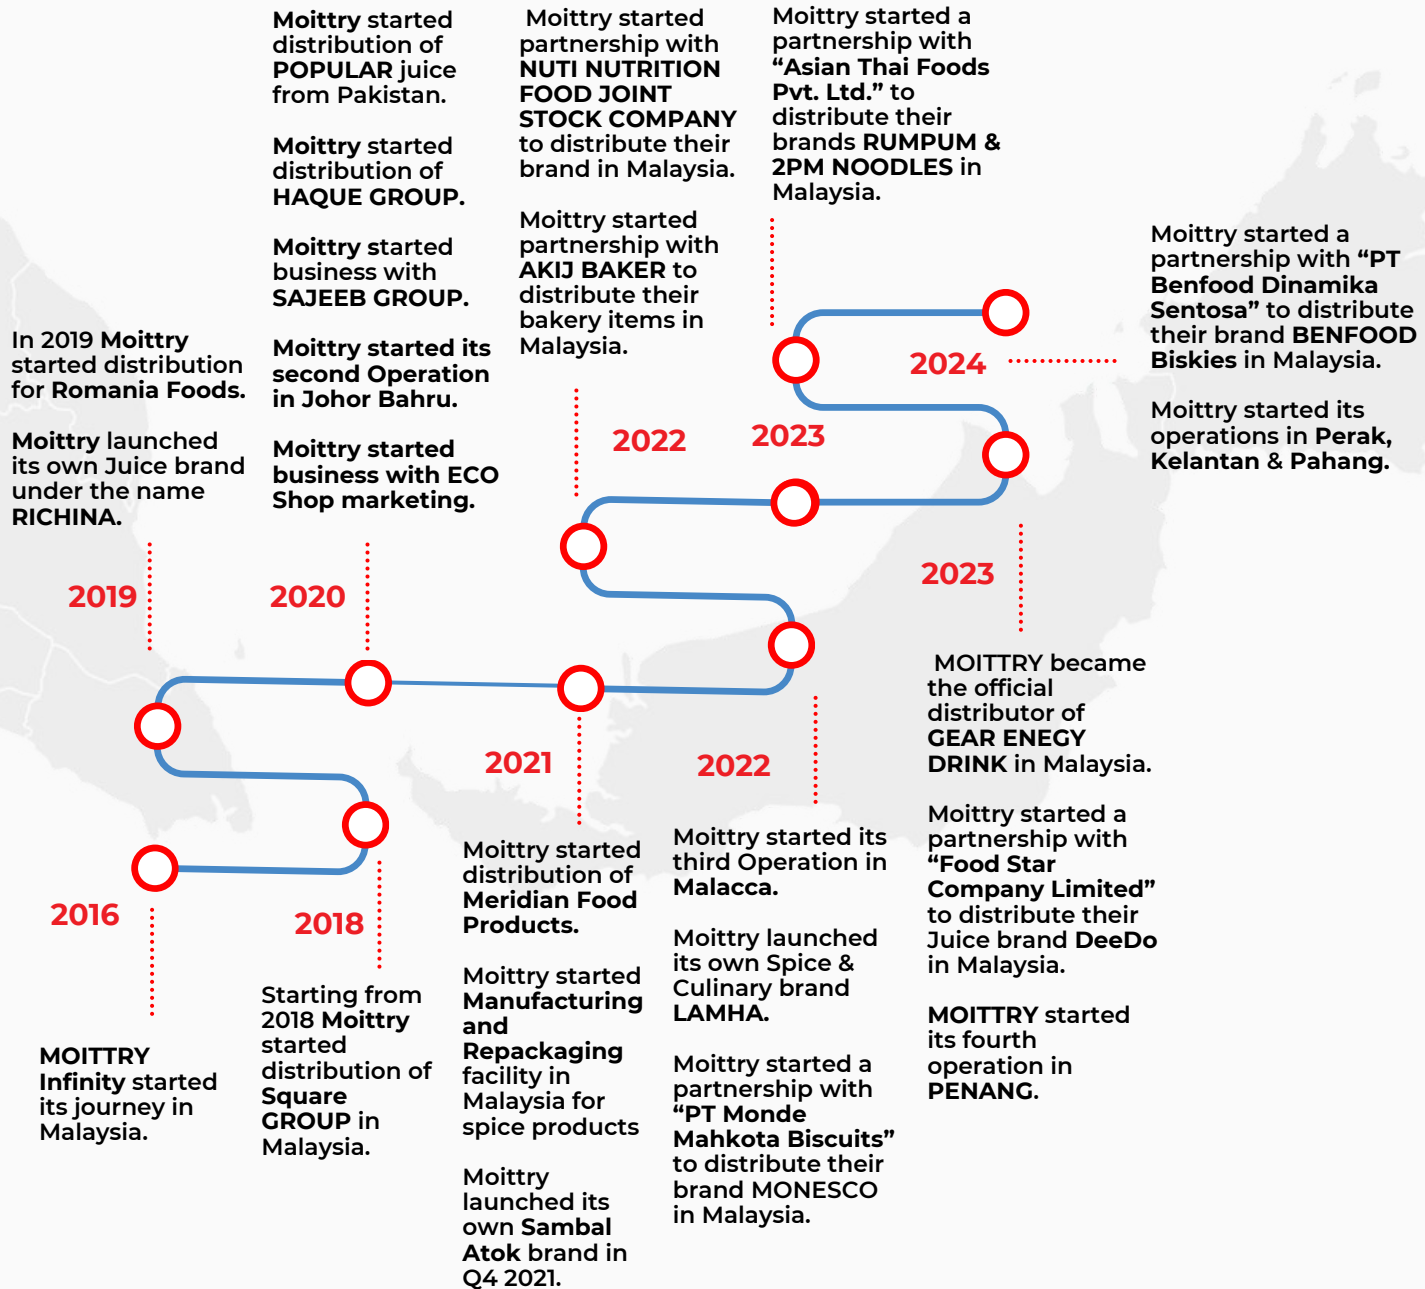 Moittry started
distribution of
POPULAR juice
from Pakistan.
Moittry started
distribution of
HAQUE GROUP.
Moittry started
business with
SAJEEB GROUP.
Moittry started its
second Operation
in Johor Bahru.
Moittry started
business with ECO
Shop marketing.
Moittry started
partnership with
NUTI NUTRITION
FOOD JOINT
STOCK COMPANY
to distribute their
brand in Malaysia.
Moittry started
partnership with
AKIJ BAKER to
distribute their
bakery items in
Malaysia.
Moittry started a
partnership with
“Asian Thai Foods
Pvt. Ltd.” to
distribute their
brands RUMPUM &
2PM NOODLES in
Malaysia.
Moittry started a
partnership with “PT
Benfood Dinamika
Sentosa” to distribute
their brand BENFOOD
Biskies in Malaysia.
Moittry started its
operations in Perak,
Kelantan & Pahang.
In 2019 Moittry
started distribution
for Romania Foods.
Moittry launched
its own Juice brand
under the name
RICHINA.
2024
2022
2023
2019
2020
2023
2021
2022
2016
2018
MOITTRY
Infinity started
its journey in
Malaysia.
Starting from
2018 Moittry
started
distribution of
Square
GROUP in
Malaysia.
Moittry started
distribution of
Meridian Food
Products.
Moittry started
Manufacturing
and
Repackaging
facility in
Malaysia for
spice products
Moittry
launched its
own Sambal
Atok brand in
Q4 2021.
Moittry started its
third Operation in
Malacca.
Moittry launched
its own Spice &
Culinary brand
LAMHA.
Moittry started a
partnership with
“PT Monde
Mahkota Biscuits”
to distribute their
brand MONESCO
in Malaysia.
MOITTRY became
the official
distributor of
GEAR ENEGY
DRINK in Malaysia.
Moittry started a
partnership with
“Food Star
Company Limited”
to distribute their
Juice brand DeeDo
in Malaysia.
MOITTRY started
its fourth
operation in
PENANG.